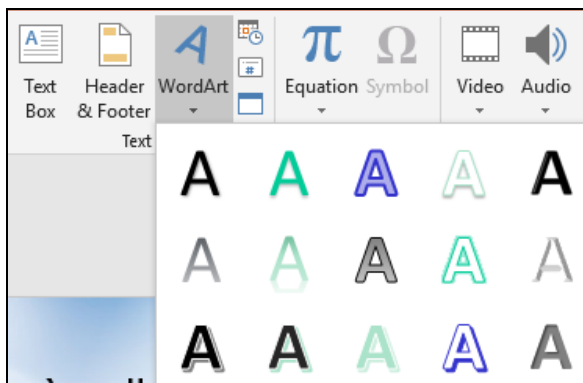 Text Box
Header & Footer
WordArt
Equation
Symbol
Video
Audio
Text
A A A A A
A A A A A
A A A A A